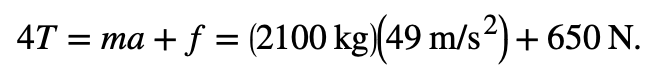 4T = ma + f = (2100 kg)(49 m/s²) + 650 N.